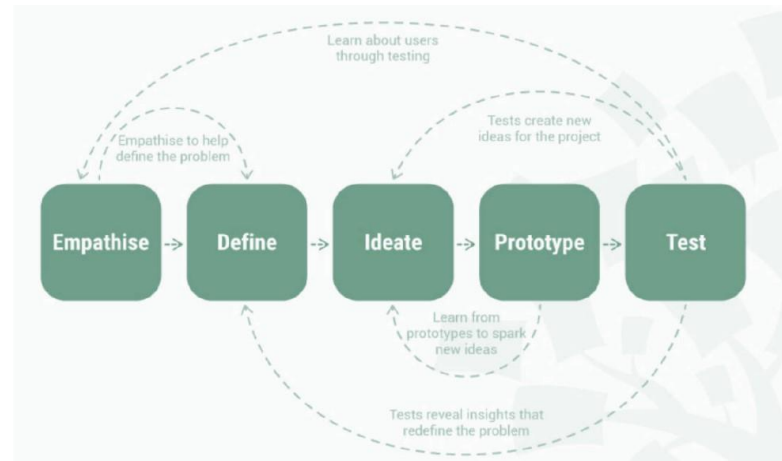 Learn about users
through testing
Tests create new
ideas for the project
Empathise to help
define the problem
Empathise
Define
Ideate
Prototype
Test
Learn from
prototypes to spark
new ideas
Tests reveal insights that
redefine the problem